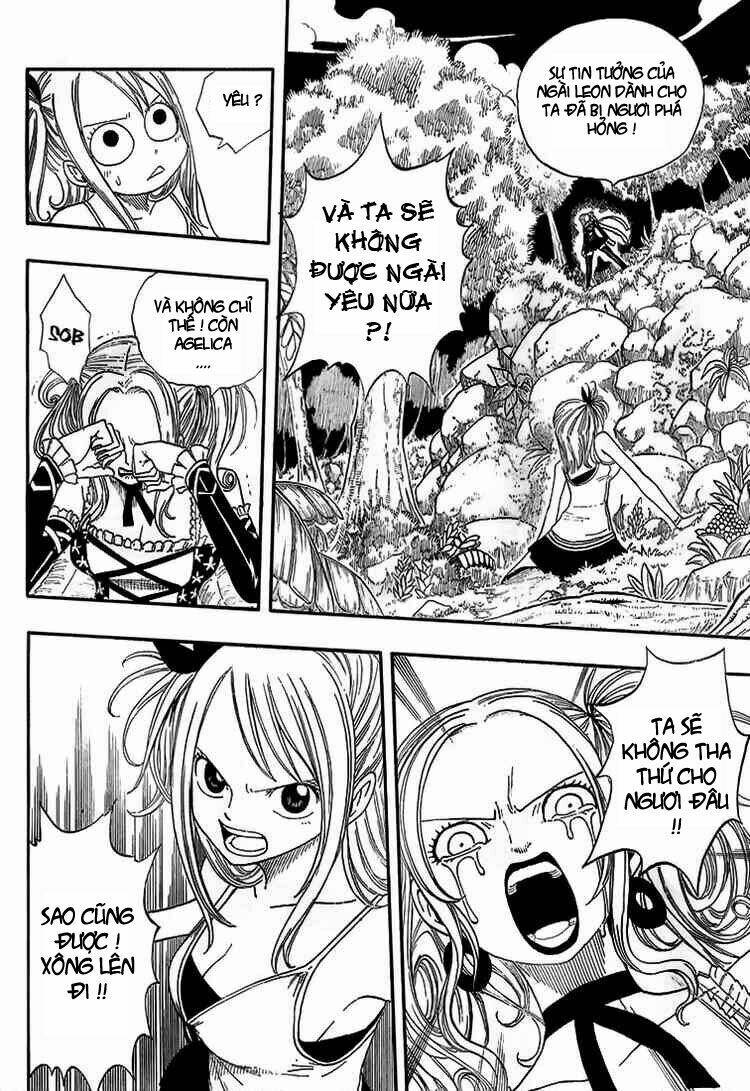 SỰ TIN TƯỞNG CỦA
NGÀI LEON DÀNH CHO
TA ĐÃ BỊ NGƯƠI PHÁ
HỎNG !
VÀ TA SẼ
KHÔNG
ĐƯỢC NGÀI
YÊU NỮA
?!
YÊU ?
VÀ KHÔNG CHỈ
THẾ ! CÒN
AGELICA
....
SOB
TA SẼ
KHÔNG THA
THỨ CHO
NGƯƠI ĐÂU
!!
SAO CŨNG
ĐƯỢC !
XÔNG LÊN
ĐI !!